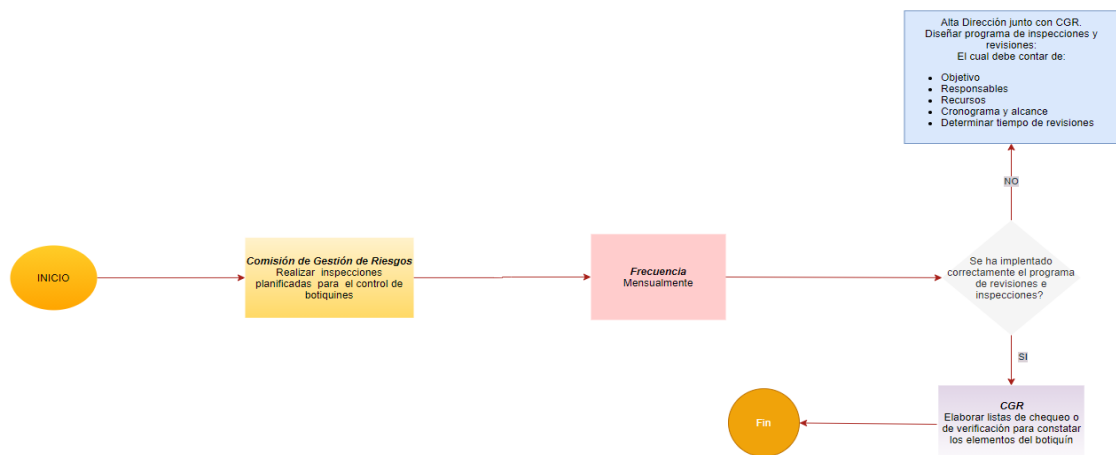 Alta Dirección junto con CGR.
Diseñar programa de inspecciones y
revisiones:
El cual debe contar de:
Objetivo
Responsables
Recursos
Cronograma y alcance
Determinar tiempo de revisiones
NO
INICIO
Comisión de Gestión de Riesgos
Realizar inspecciones
planificadas para el control de
botiquines
Frecuencia
Mensualmente
Se ha implentado
correctamente el programa
de revisiones e
inspecciones?
SI
CGR
Elaborar listas de chequeo o
de verificación para constatar
los elementos del botiquín
Fin